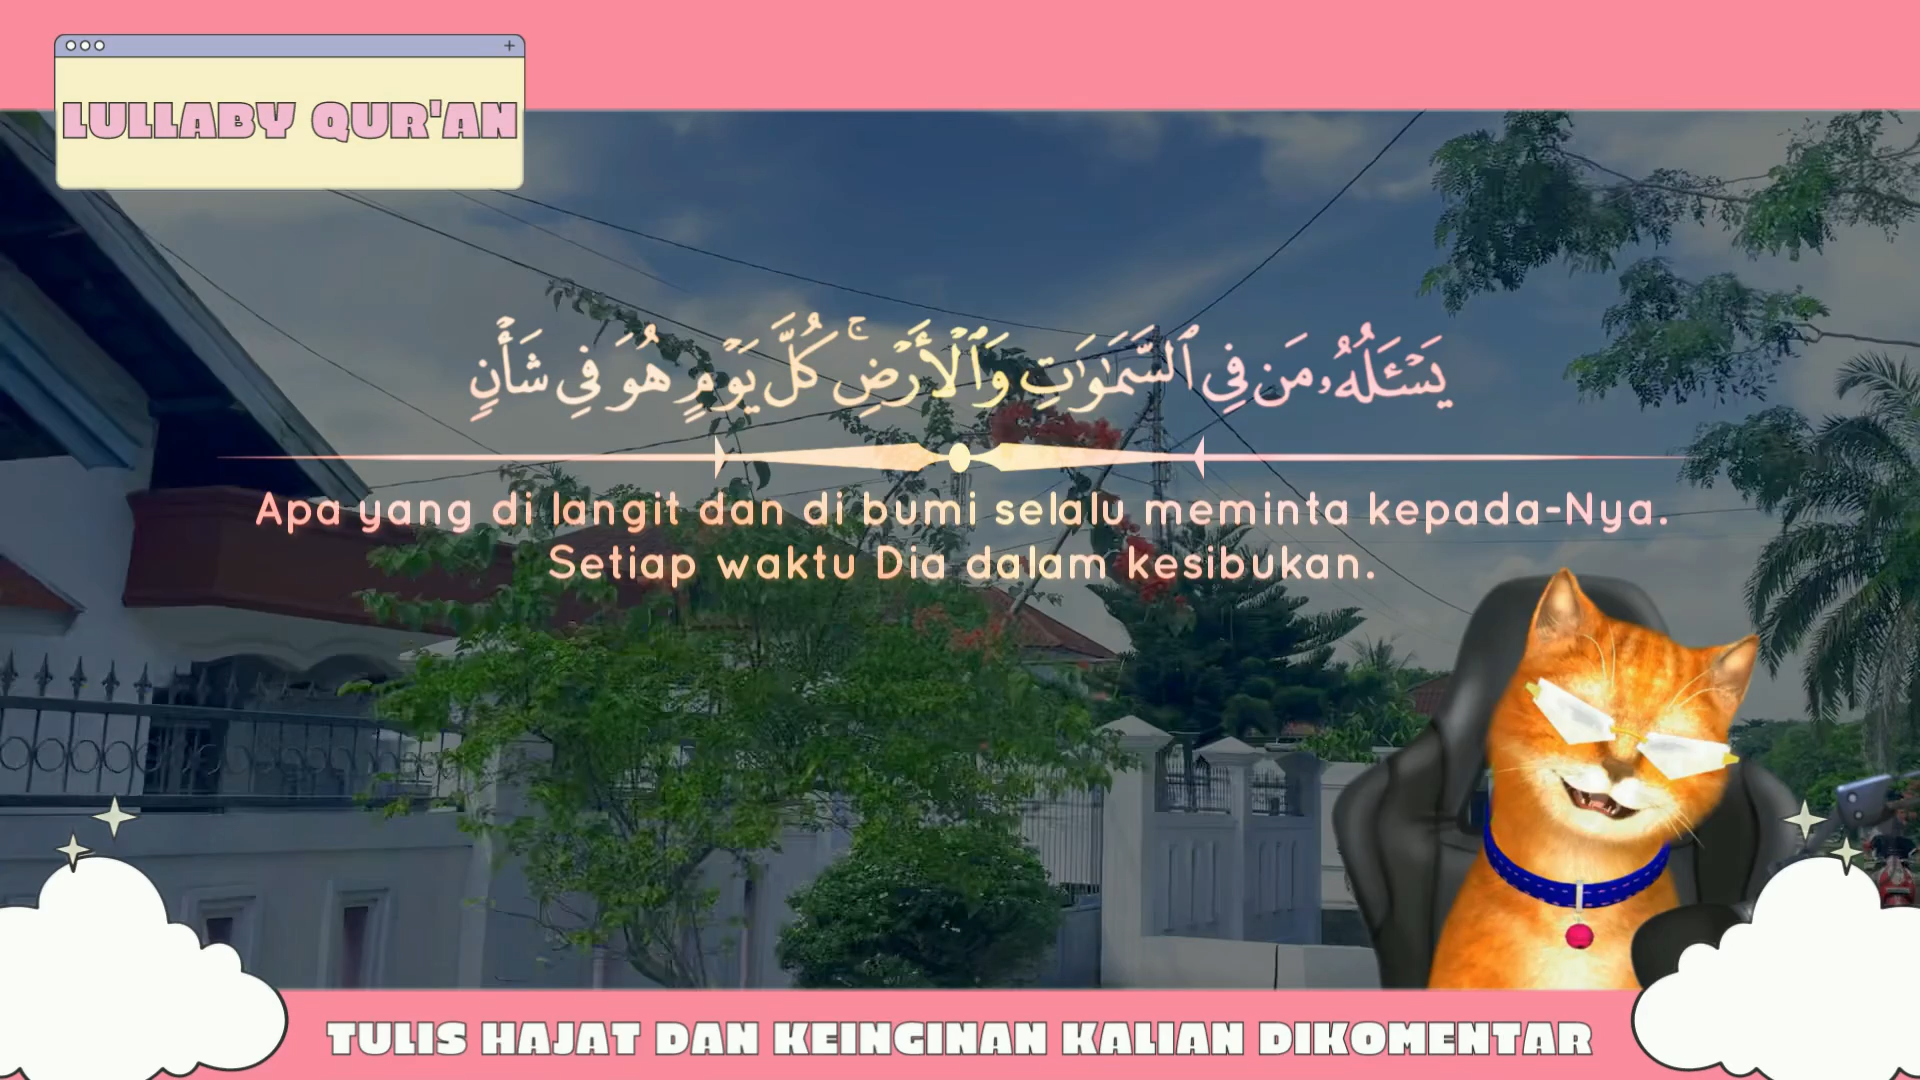 LULLABY QUR'AN
يَسْـَٔلُهُۥ مَن فِي ٱلسَّمَٰوَٰتِ وَٱلْأَرْضِ ۚ كُلَّ يَوْمٍ هُوَ فِي شَأْنٍ
Apa yang di langit dan di bumi selalu meminta kepada-Nya.
Setiap waktu Dia dalam kesibukan.
TULIS HAJAT DAN KEINGINAN KALIAN DIKOMENTAR